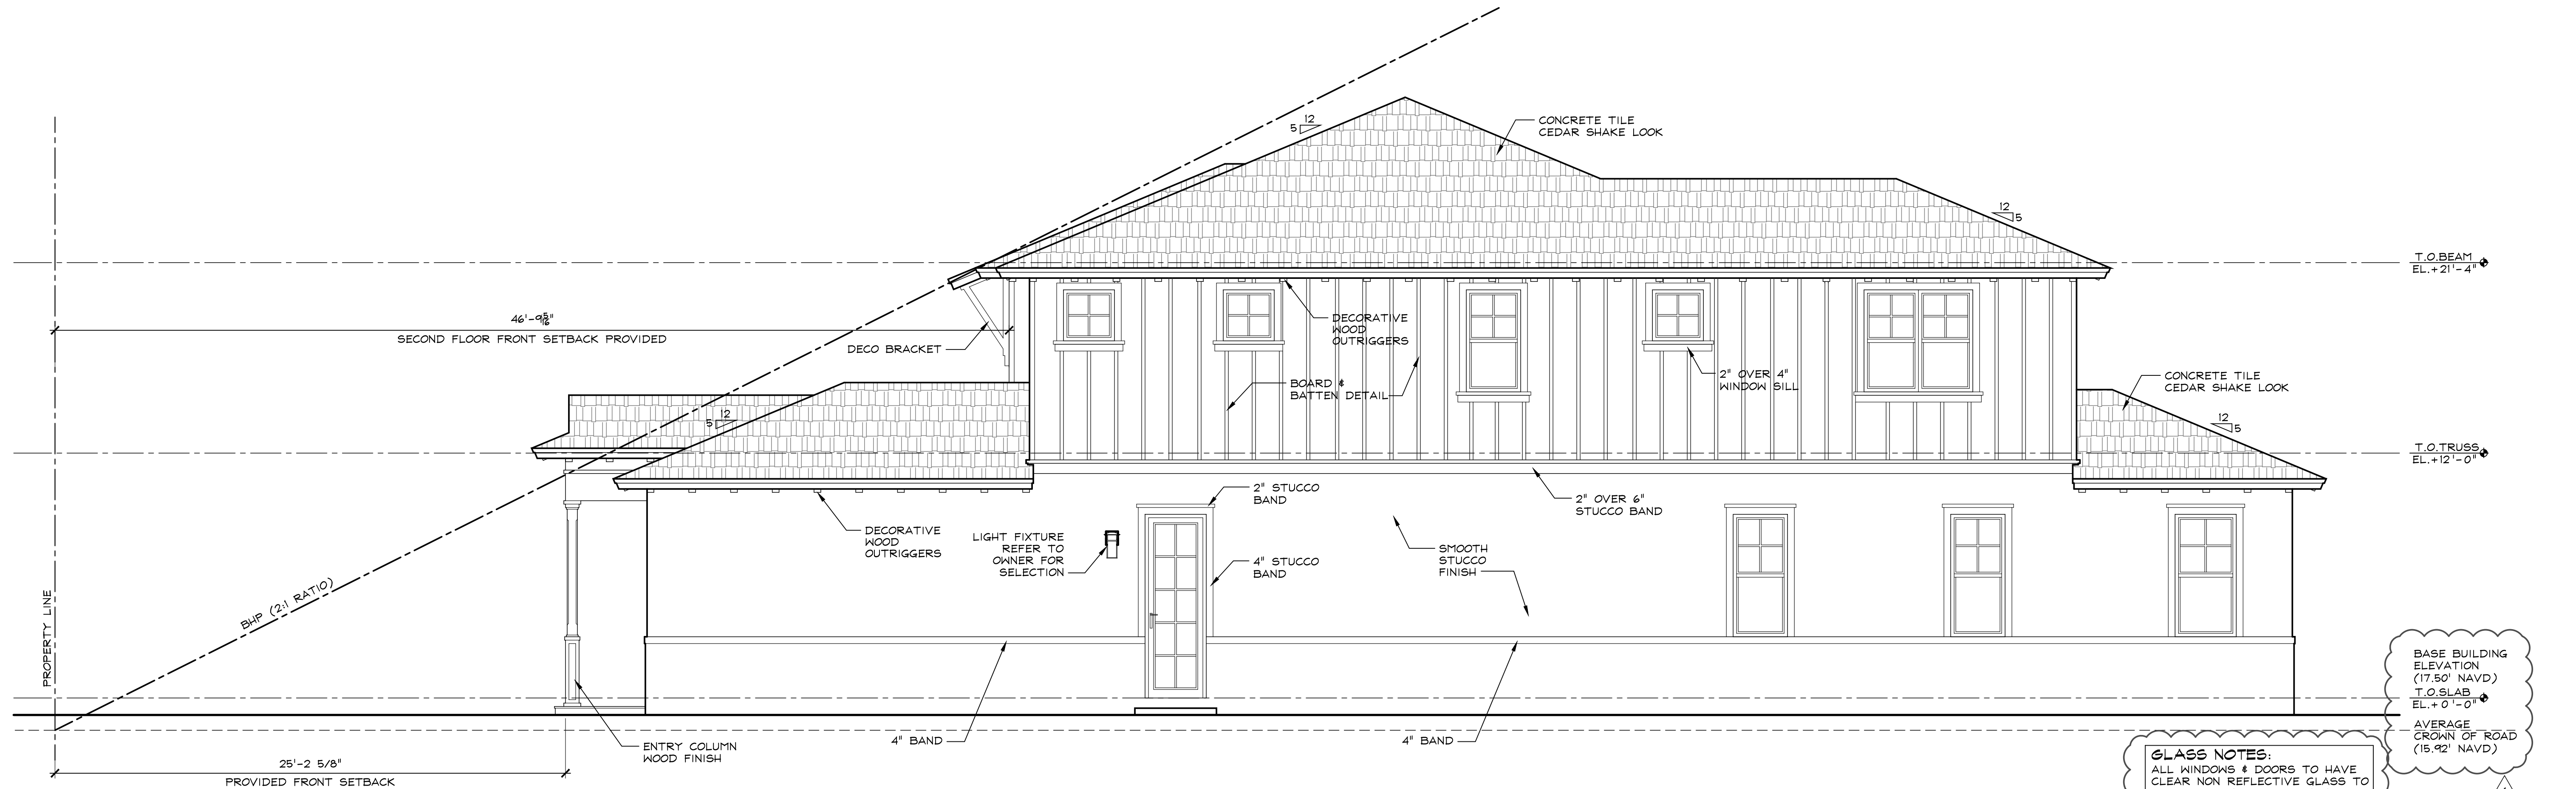 12
5
CONCRETE TILE
CEDAR SHAKE LOOK
12
5
T.O.BEAM
EL.+21'-4"
46'-9 5/16"
SECOND FLOOR FRONT SETBACK PROVIDED
DECO BRACKET
DECORATIVE
WOOD
OUTRIGGERS
BOARD &
BATTEN DETAIL
2" OVER 4"
WINDOW SILL
CONCRETE TILE
CEDAR SHAKE LOOK
12
5
12
5
T.O.TRUSS
EL.+12'-0"
DECORATIVE
WOOD
OUTRIGGERS
LIGHT FIXTURE
REFER TO
OWNER FOR
SELECTION
2" STUCCO
BAND
4" STUCCO
BAND
SMOOTH
STUCCO
FINISH
2" OVER 6"
STUCCO BAND
PROPERTY LINE
BHP (2:1 RATIO)
BASE BUILDING
ELEVATION
(17.50' NAVD)
T.O.SLAB
EL.+0'-0"
AVERAGE
CROWN OF ROAD
(15.92' NAVD)
ENTRY COLUMN
WOOD FINISH
4" BAND
4" BAND
25'-2 5/8"
PROVIDED FRONT SETBACK
GLASS NOTES:
ALL WINDOWS & DOORS TO HAVE
CLEAR NON REFLECTIVE GLASS TO